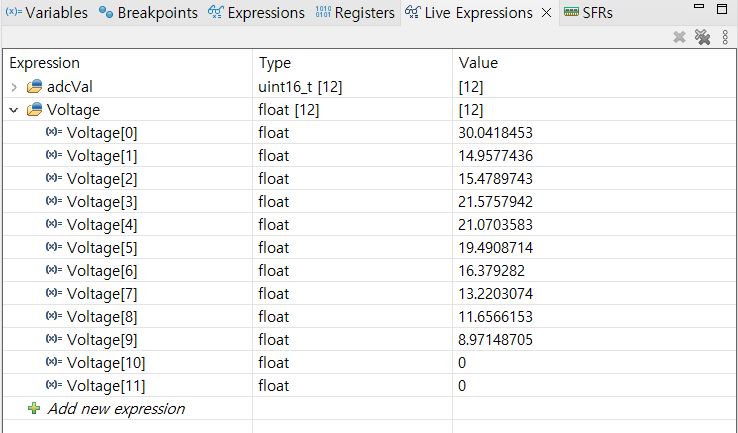 (x)= Variables Breakpoints Expressions 1010 0101 Registers Live Expressions SFRs
Expression Type Value
adcVal uint16_t [12] [12]
Voltage float [12] [12]
(x)= Voltage[0] float 30.0418453
(x)= Voltage[1] float 14.9577436
(x)= Voltage[2] float 15.4789743
(x)= Voltage[3] float 21.5757942
(x)= Voltage[4] float 21.0703583
(x)= Voltage[5] float 19.4908714
(x)= Voltage[6] float 16.379282
(x)= Voltage[7] float 13.2203074
(x)= Voltage[8] float 11.6566153
(x)= Voltage[9] float 8.97148705
(x)= Voltage[10] float 0
(x)= Voltage[11] float 0
Add new expression